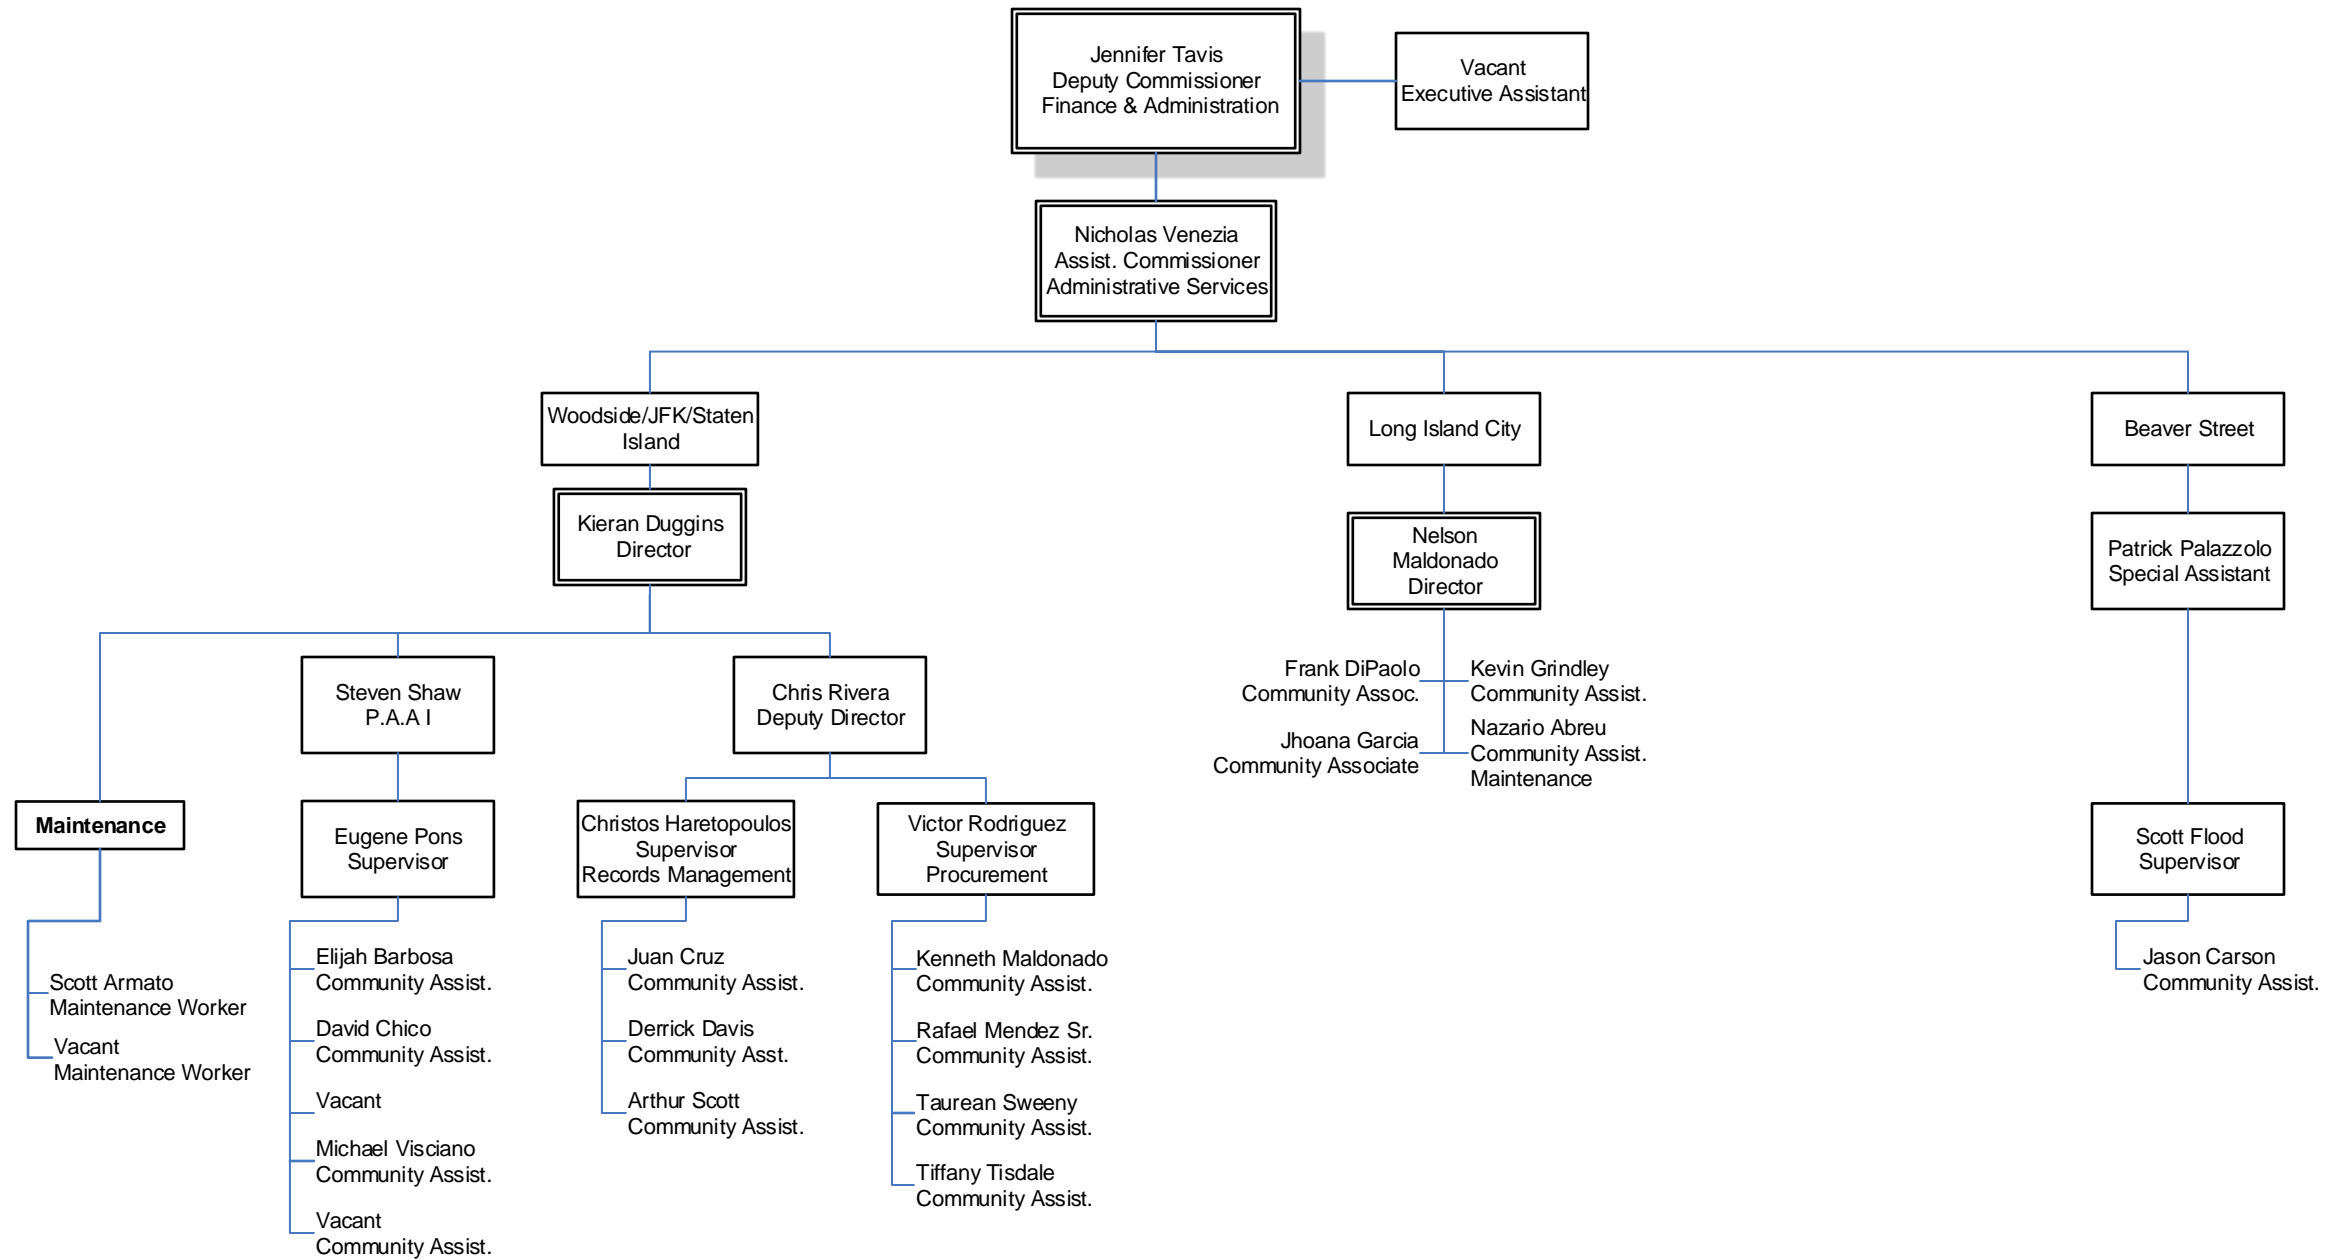 Jennifer Tavis
Deputy Commissioner
Finance & Administration
Vacant
Executive Assistant
Nicholas Venezia
Assist. Commissioner
Administrative Services
Woodside/JFK/Staten
Island
Long Island City
Beaver Street
Kieran Duggins
Director
Nelson
Maldonado
Director
Patrick Palazzolo
Special Assistant
Steven Shaw
P.A.A I
Chris Rivera
Deputy Director
Frank DiPaolo
Community Assoc.
Kevin Grindley
Community Assist.
Jhoana Garcia
Community Associate
Nazario Abreu
Community Assist.
Maintenance
Maintenance
Eugene Pons
Supervisor
Christos Haretopoulos
Supervisor
Records Management
Victor Rodriguez
Supervisor
Procurement
Scott Flood
Supervisor
Scott Armato
Maintenance Worker
Vacant
Maintenance Worker
Elijah Barbosa
Community Assist.
David Chico
Community Assist.
Vacant
Michael Visciano
Community Assist.
Vacant
Community Assist.
Juan Cruz
Community Assist.
Derrick Davis
Community Asst.
Arthur Scott
Community Assist.
Kenneth Maldonado
Community Assist.
Rafael Mendez Sr.
Community Assist.
Taurean Sweeny
Community Assist.
Tiffany Tisdale
Community Assist.
Jason Carson
Community Assist.